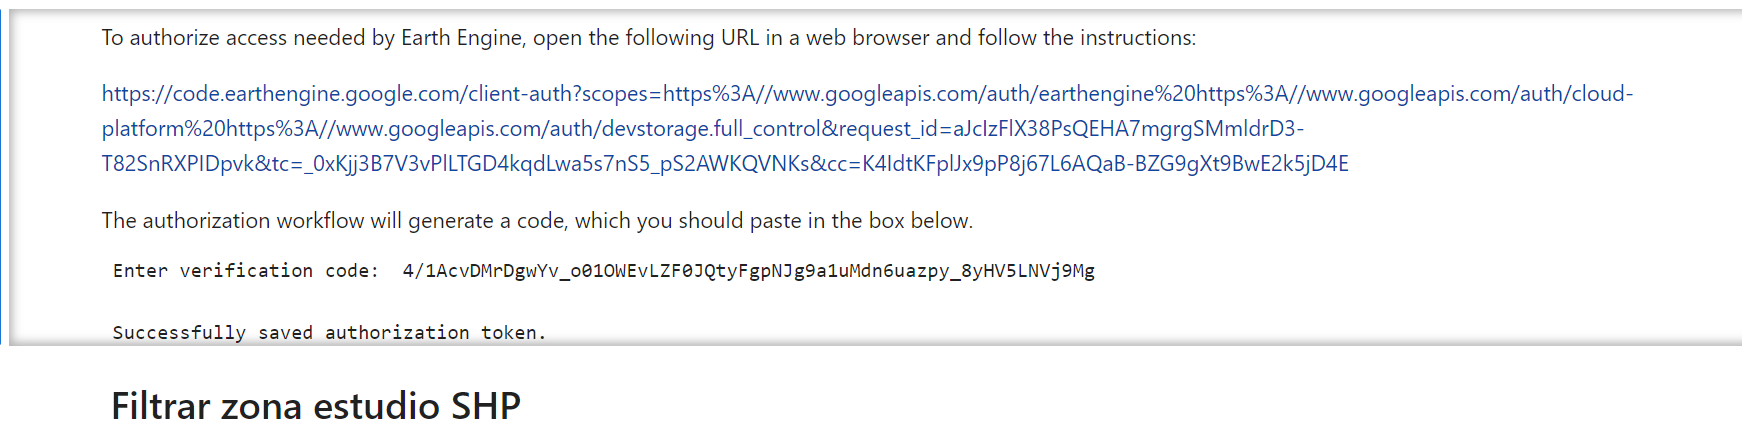 To authorize access needed by Earth Engine, open the following URL in a web browser and follow the instructions:
https://code.earthengine.google.com/client-auth?scopes=https%3A//www.googleapis.com/auth/earthengine%20https%3A//www.googleapis.com/auth/cloud-
platform%20https%3A//www.googleapis.com/auth/devstorage.full_control&request_id=aJcIzFlX38PsQEHA7mgrgSMmldrD3-
T82SnRXPIDpvk&tc=_0xKjj3B7V3vPlLTGD4kqdLwa5s7nS5_pS2AWKQVNKs&cc=K4IdtKFplJx9pP8j67L6AQaB-BZG9gXt9BwE2k5jD4E
The authorization workflow will generate a code, which you should paste in the box below.
Enter verification code:  4/1AcvDMrDgwYv_o01OWEvLZF0JQtyFgpNJg9a1uMdn6uazpy_8yHV5LNVj9Mg
Successfully saved authorization token.
Filtrar zona estudio SHP